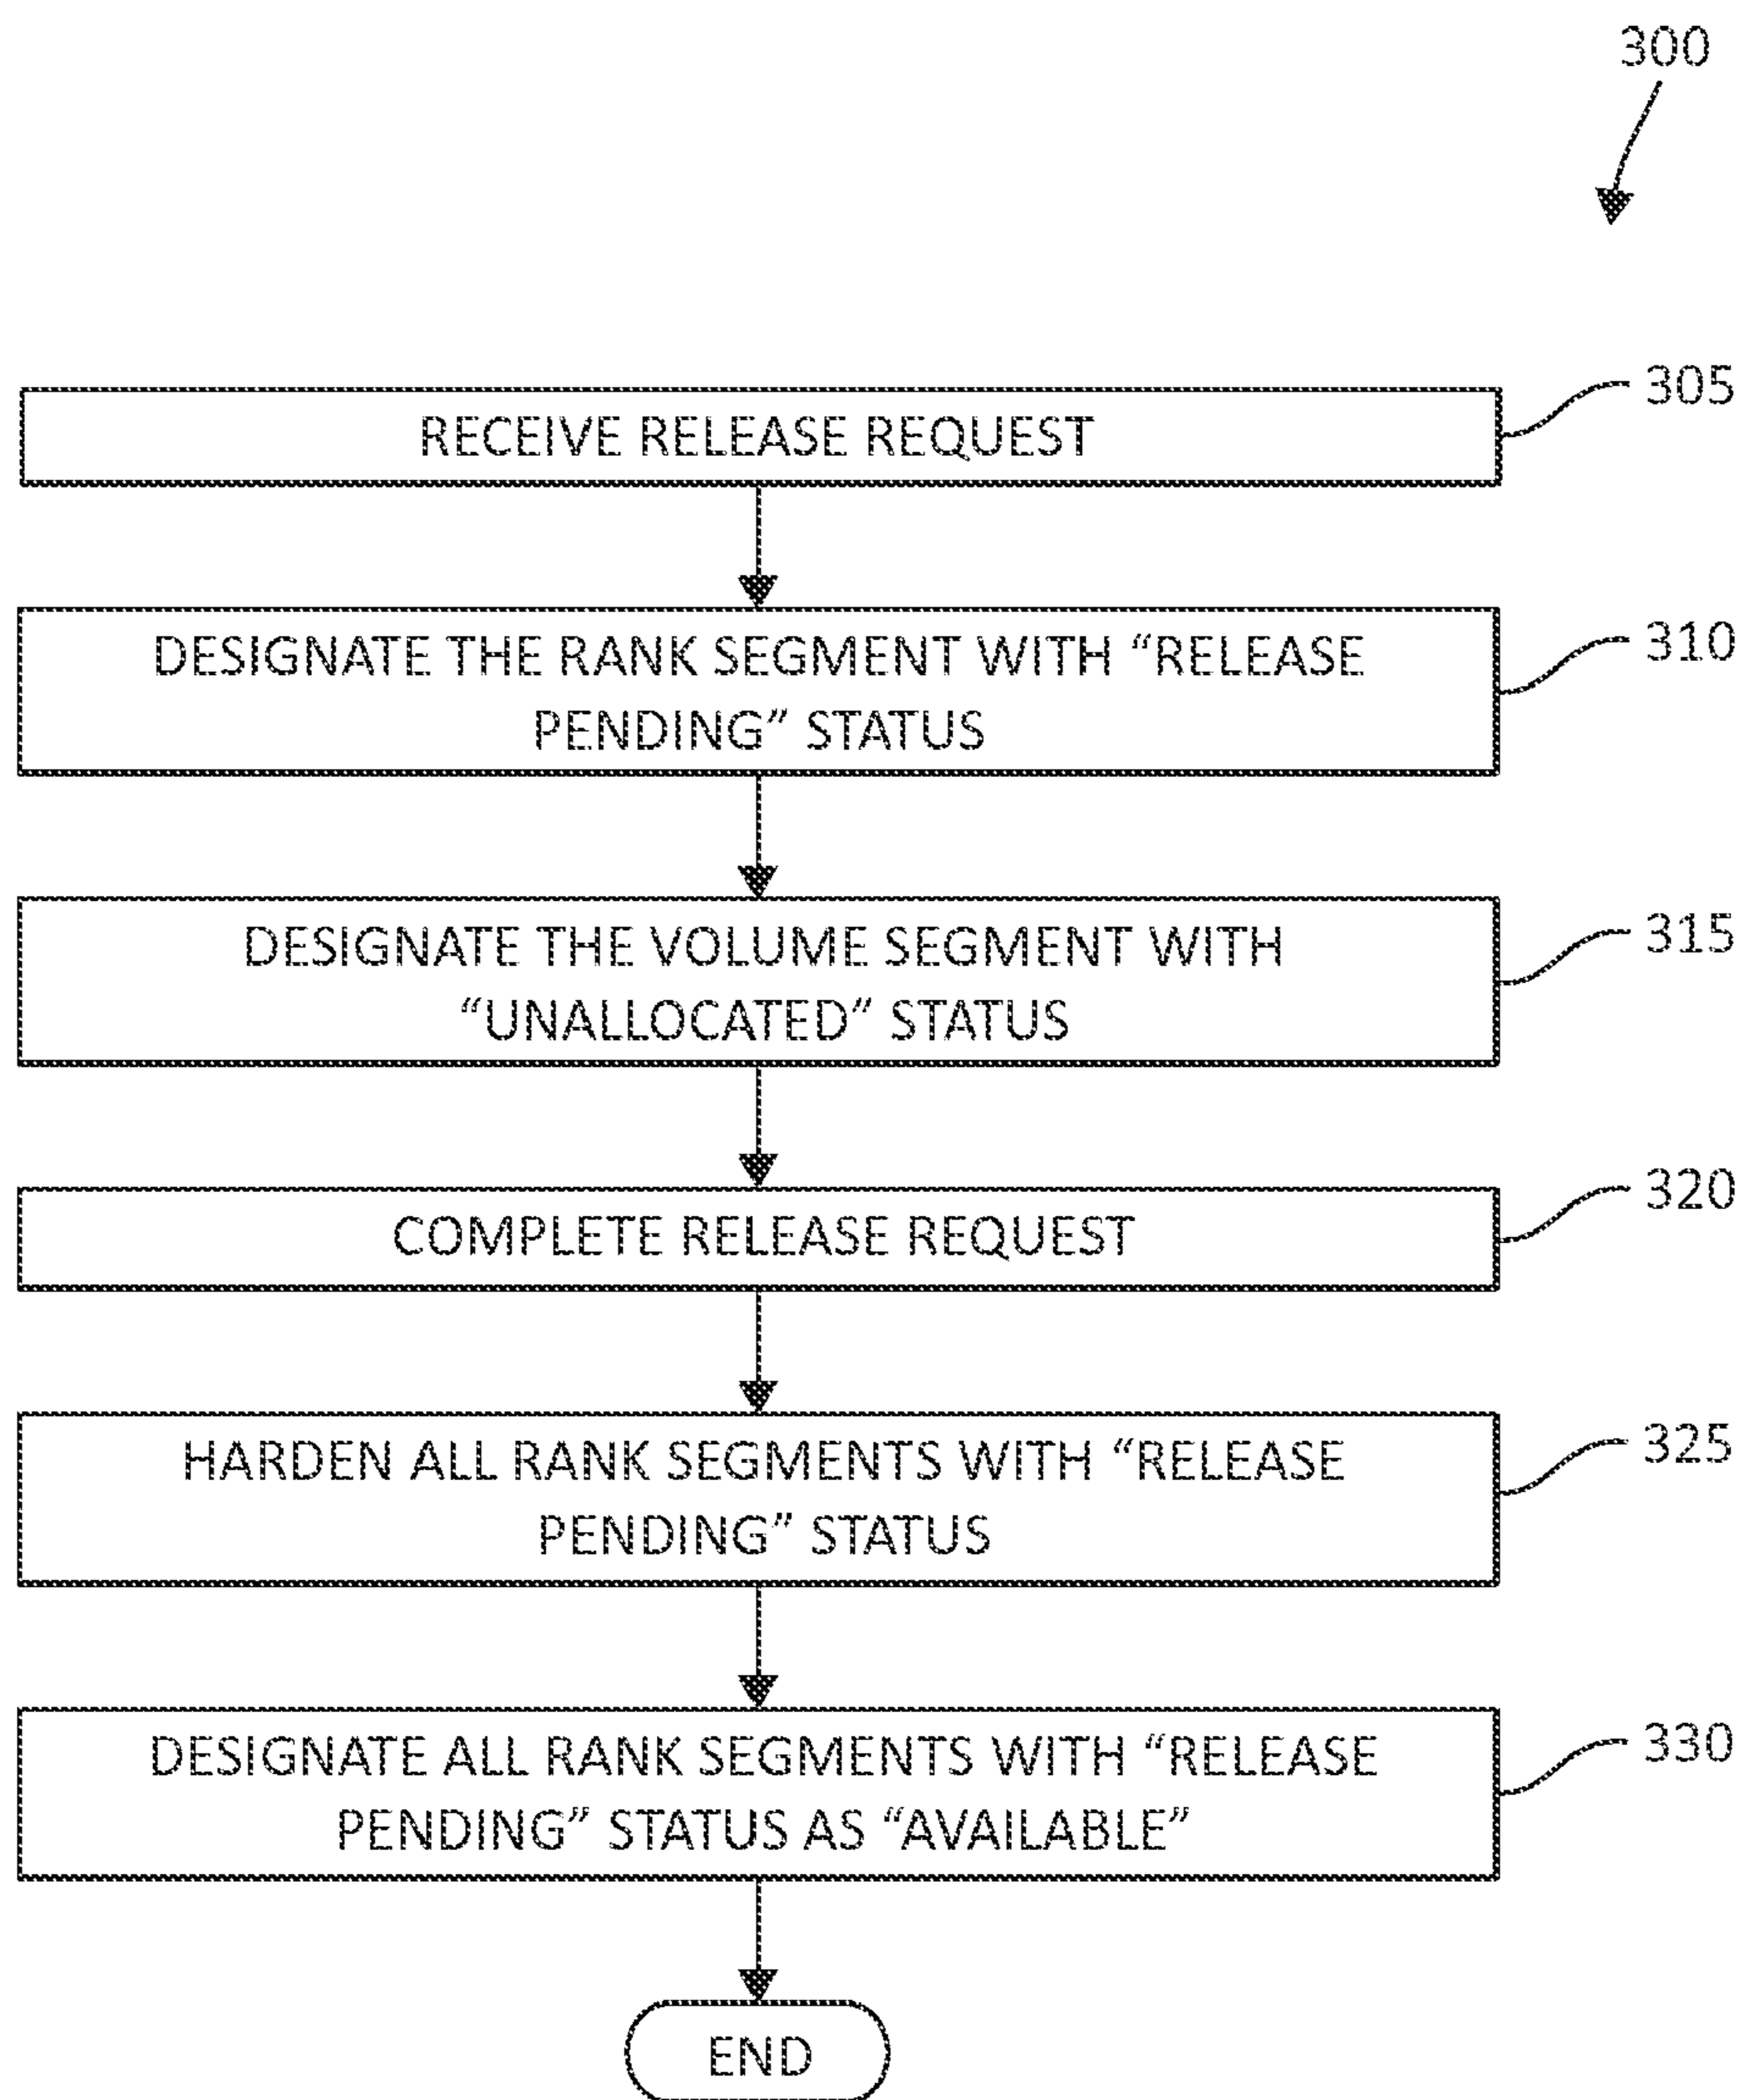 300
RECEIVE RELEASE REQUEST
305
DESIGNATE THE RANK SEGMENT WITH “RELEASE
PENDING” STATUS
310
DESIGNATE THE VOLUME SEGMENT WITH
“UNALLOCATED” STATUS
315
COMPLETE RELEASE REQUEST
320
HARDEN ALL RANK SEGMENTS WITH “RELEASE
PENDING” STATUS
325
DESIGNATE ALL RANK SEGMENTS WITH “RELEASE
PENDING” STATUS AS “AVAILABLE”
330
END